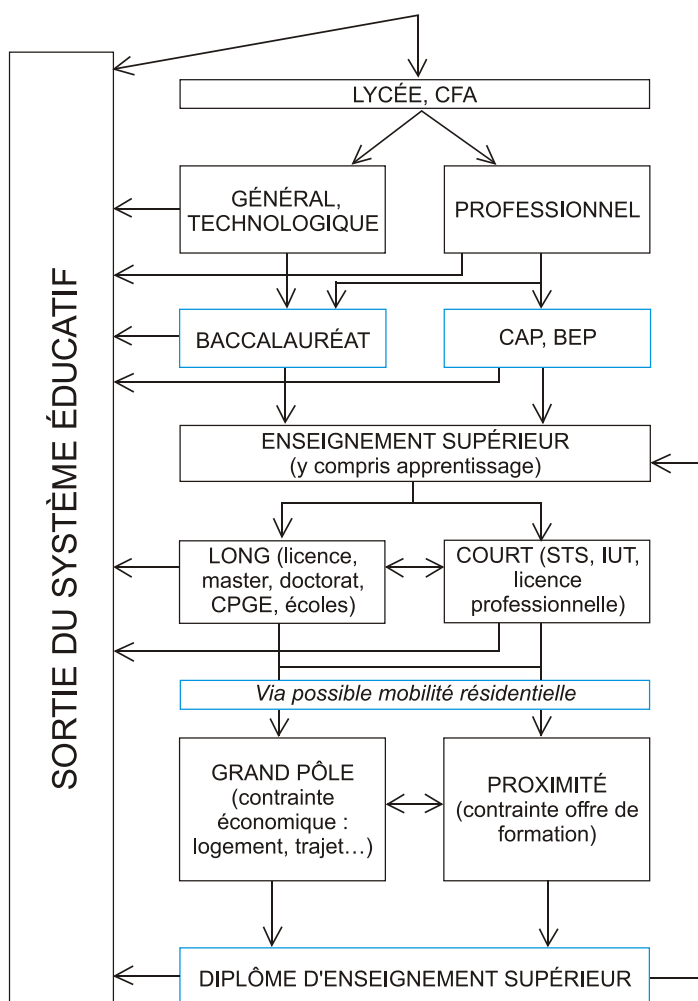 SORTIE DU SYSTÈME ÉDUCATIF
LYCÉE, CFA
GÉNÉRAL,
TECHNOLOGIQUE
PROFESSIONNEL
BACCALAURÉAT
CAP, BEP
ENSEIGNEMENT SUPÉRIEUR
(y compris apprentissage)
LONG (licence,
master, doctorat,
CPGE, écoles)
COURT (STS, IUT,
licence
professionnelle)
Via possible mobilité résidentielle
GRAND PÔLE
(contrainte
économique :
logement, trajet…)
PROXIMITÉ
(contrainte offre de
formation)
DIPLÔME D'ENSEIGNEMENT SUPÉRIEUR